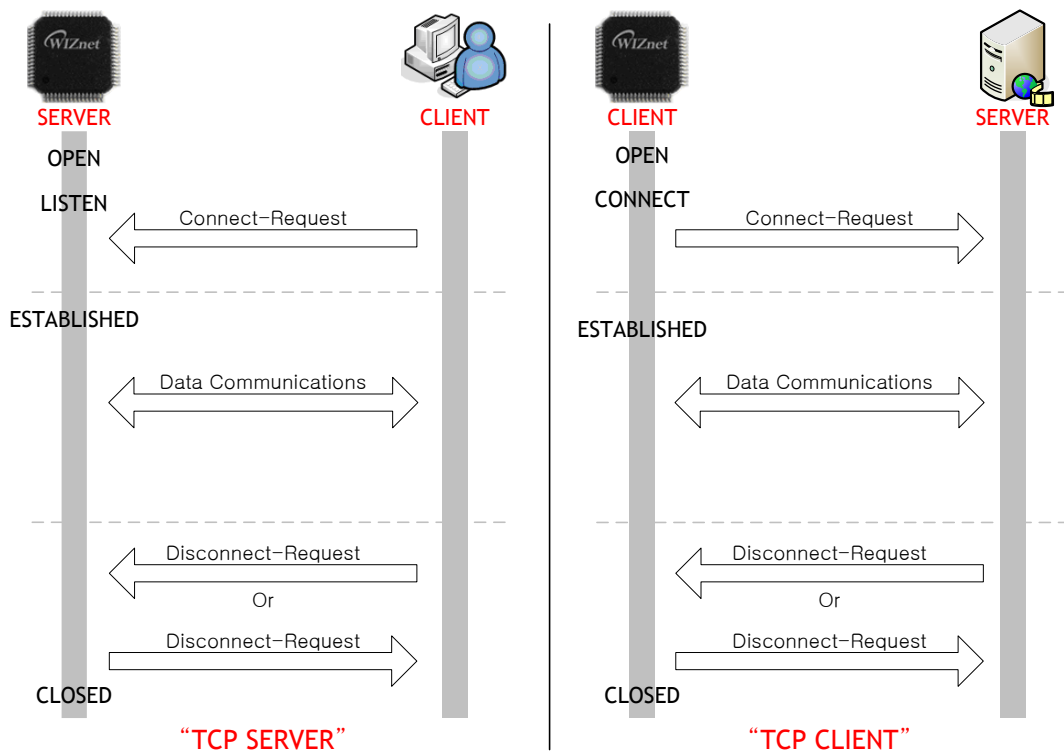 WIZnet
SERVER
CLIENT
OPEN
LISTEN
Connect-Request
ESTABLISHED
Data Communications
Disconnect-Request
Or
Disconnect-Request
CLOSED
“TCP SERVER”
WIZnet
CLIENT
SERVER
OPEN
CONNECT
Connect-Request
ESTABLISHED
Data Communications
Disconnect-Request
Or
Disconnect-Request
CLOSED
“TCP CLIENT”